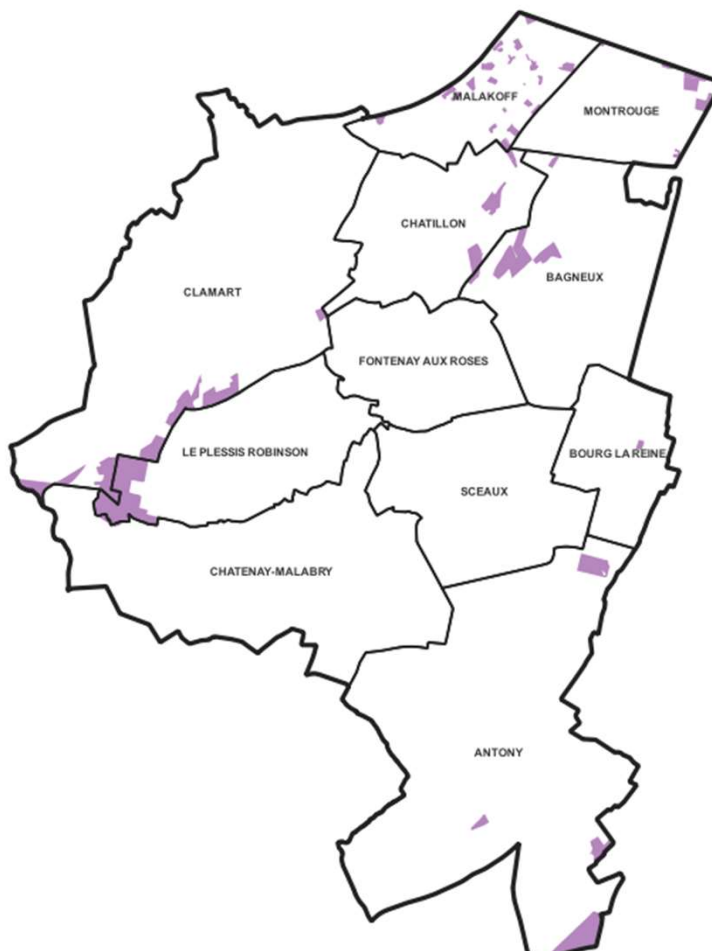 MALAKOFF
MONTROUGE
CHATILLON
BAGNEUX
CLAMART
FONTENAY AUX ROSES
LE PLESSIS ROBINSON
BOURG LA REINE
SCEAUX
CHATENAY-MALABRY
ANTONY